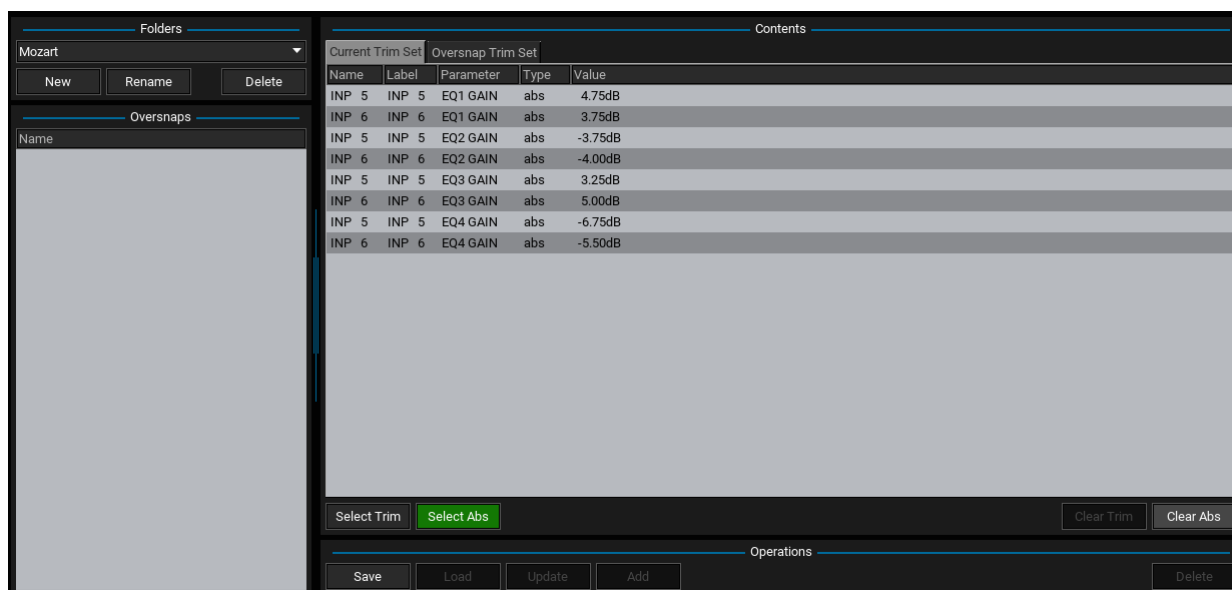 Folders
Mozart
New Rename Delete
Oversnaps
Name
Contents
Current Trim Set Oversnap Trim Set
Name Label Parameter Type Value
INP 5 INP 5 EQ1 GAIN abs 4.75dB
INP 6 INP 6 EQ1 GAIN abs 3.75dB
INP 5 INP 5 EQ2 GAIN abs -3.75dB
INP 6 INP 6 EQ2 GAIN abs -4.00dB
INP 5 INP 5 EQ3 GAIN abs 3.25dB
INP 6 INP 6 EQ3 GAIN abs 5.00dB
INP 5 INP 5 EQ4 GAIN abs -6.75dB
INP 6 INP 6 EQ4 GAIN abs -5.50dB
Select Trim Select Abs Clear Trim Clear Abs
Operations
Save Load Update Add Delete